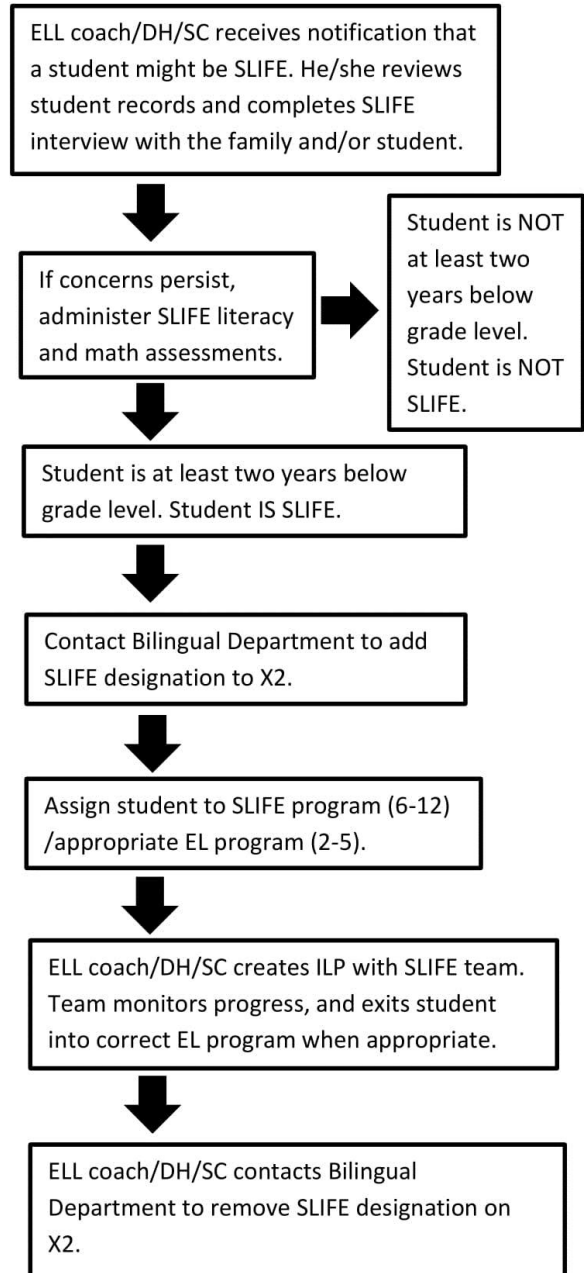 ELL coach/DH/SC receives notification that
a student might be SLIFE. He/she reviews
student records and completes SLIFE
interview with the family and/or student.
If concerns persist,
administer SLIFE literacy
and math assessments.
Student is NOT
at least two
years below
grade level.
Student is NOT
SLIFE.
Student is at least two years below
grade level. Student IS SLIFE.
Contact Bilingual Department to add
SLIFE designation to X2.
Assign student to SLIFE program (6-12)
/appropriate EL program (2-5).
ELL coach/DH/SC creates ILP with SLIFE team.
Team monitors progress, and exits student
into correct EL program when appropriate.
ELL coach/DH/SC contacts Bilingual
Department to remove SLIFE designation on
X2.